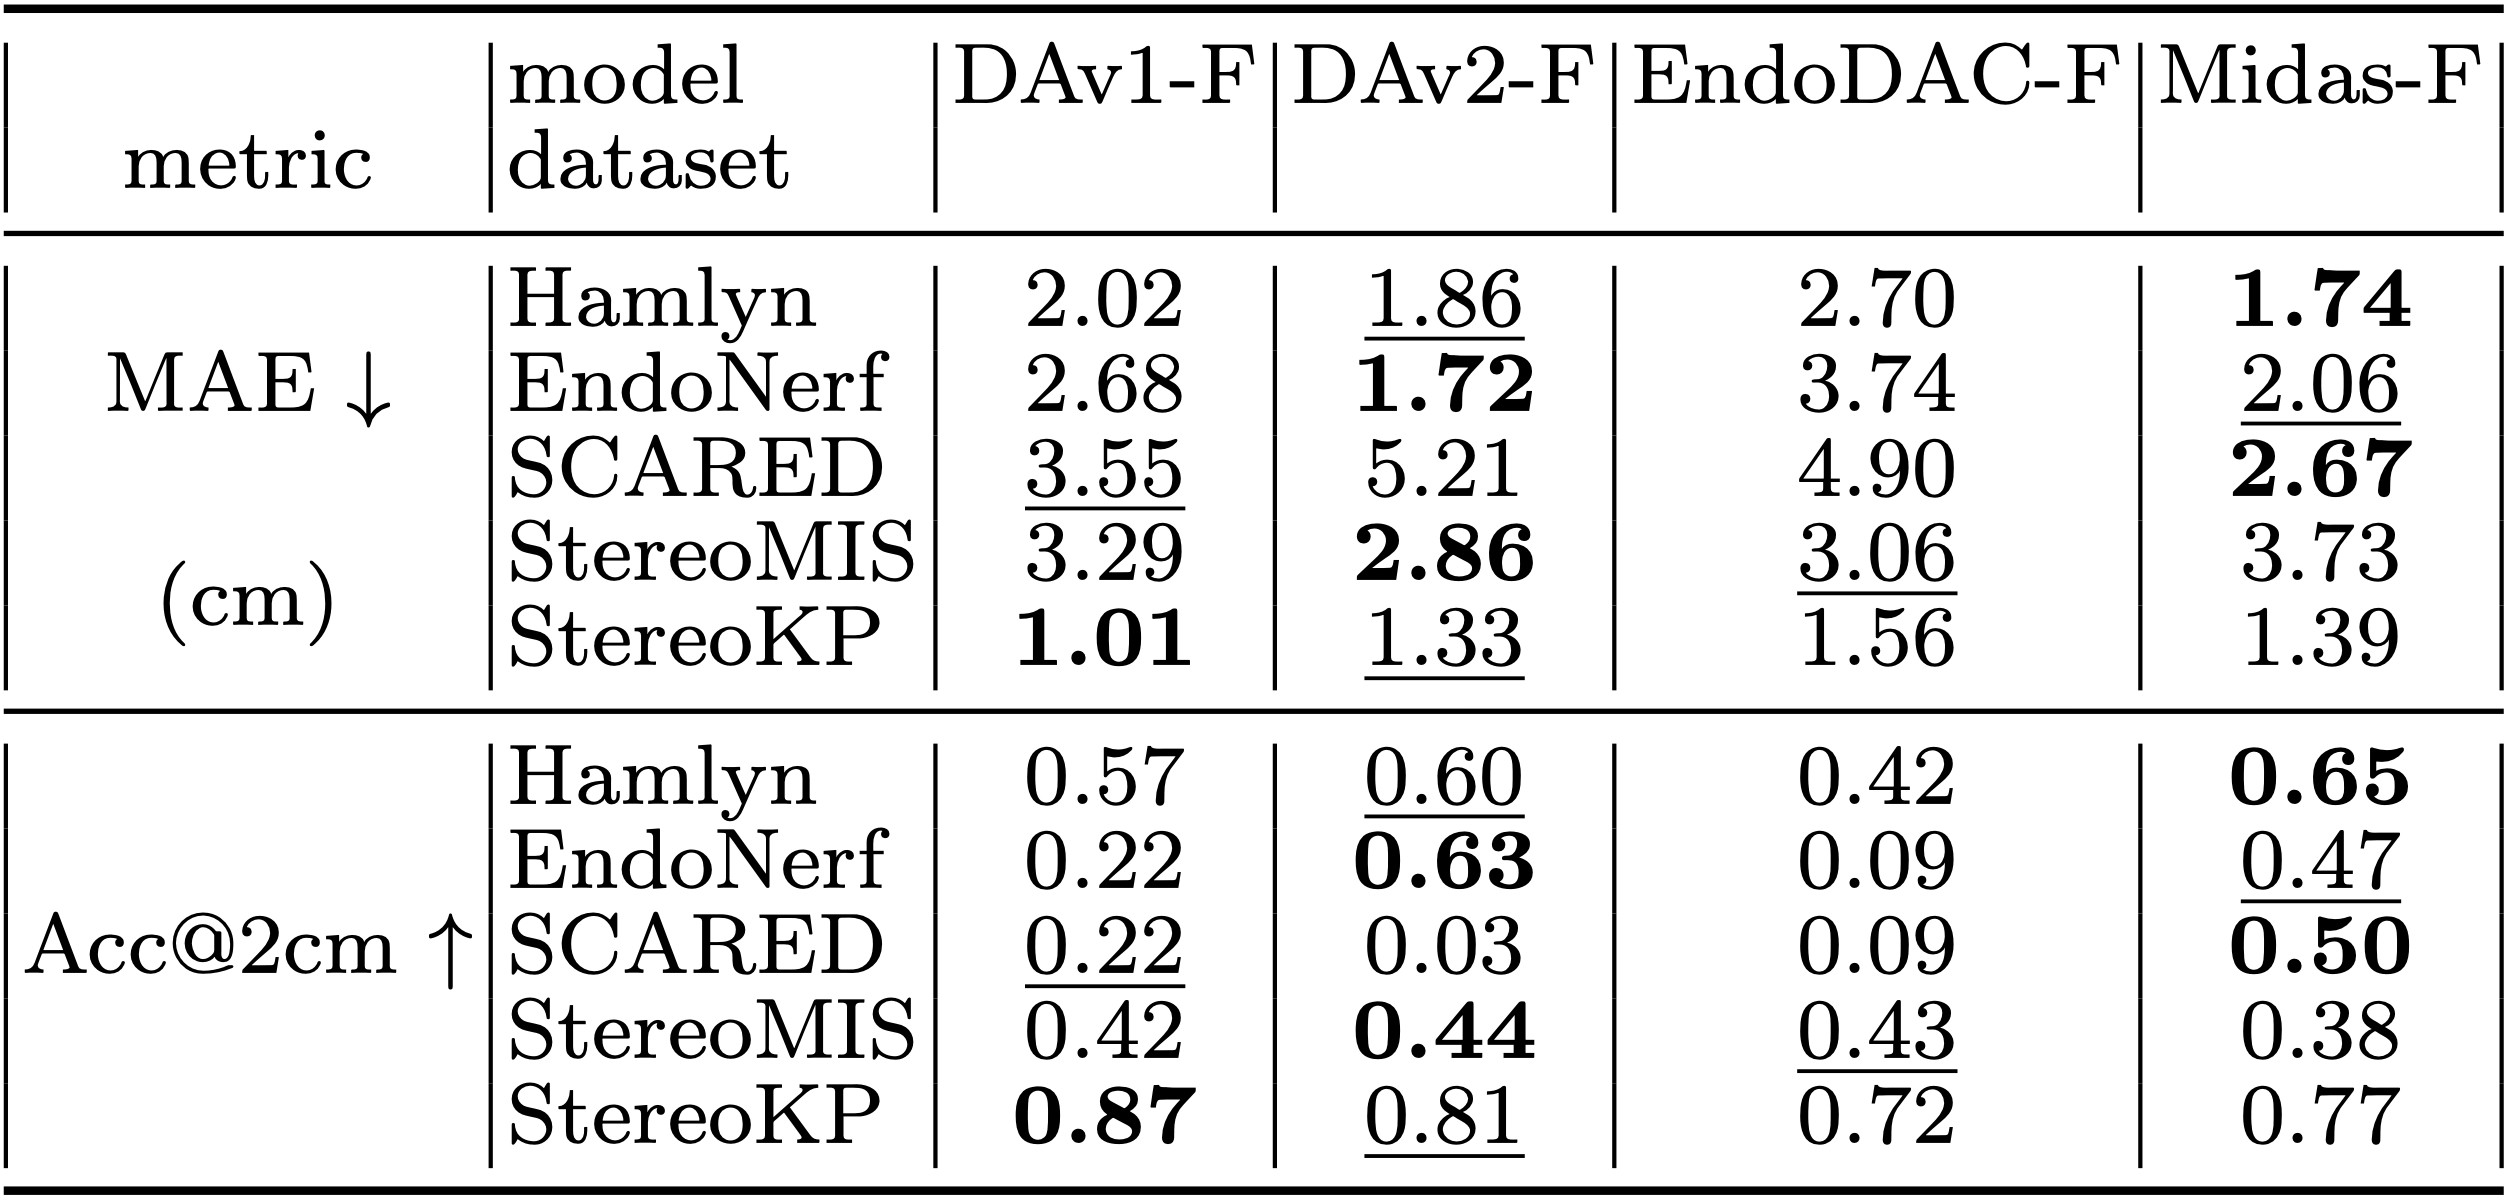 model DAv1-F DAv2-F EndoDAC-F Midas-F
metric dataset
Hamlyn 2.02 1.86 2.70 1.74
MAE ↓ EndoNerf 2.68 1.72 3.74 2.06
SCARED 3.55 5.21 4.90 2.67
StereoMIS 3.29 2.86 3.06 3.73
(cm) StereoKP 1.01 1.33 1.56 1.39
Hamlyn 0.57 0.60 0.42 0.65
EndoNerf 0.22 0.63 0.09 0.47
Acc@2cm ↑ SCARED 0.22 0.03 0.09 0.50
StereoMIS 0.42 0.44 0.43 0.38
StereoKP 0.87 0.81 0.72 0.77